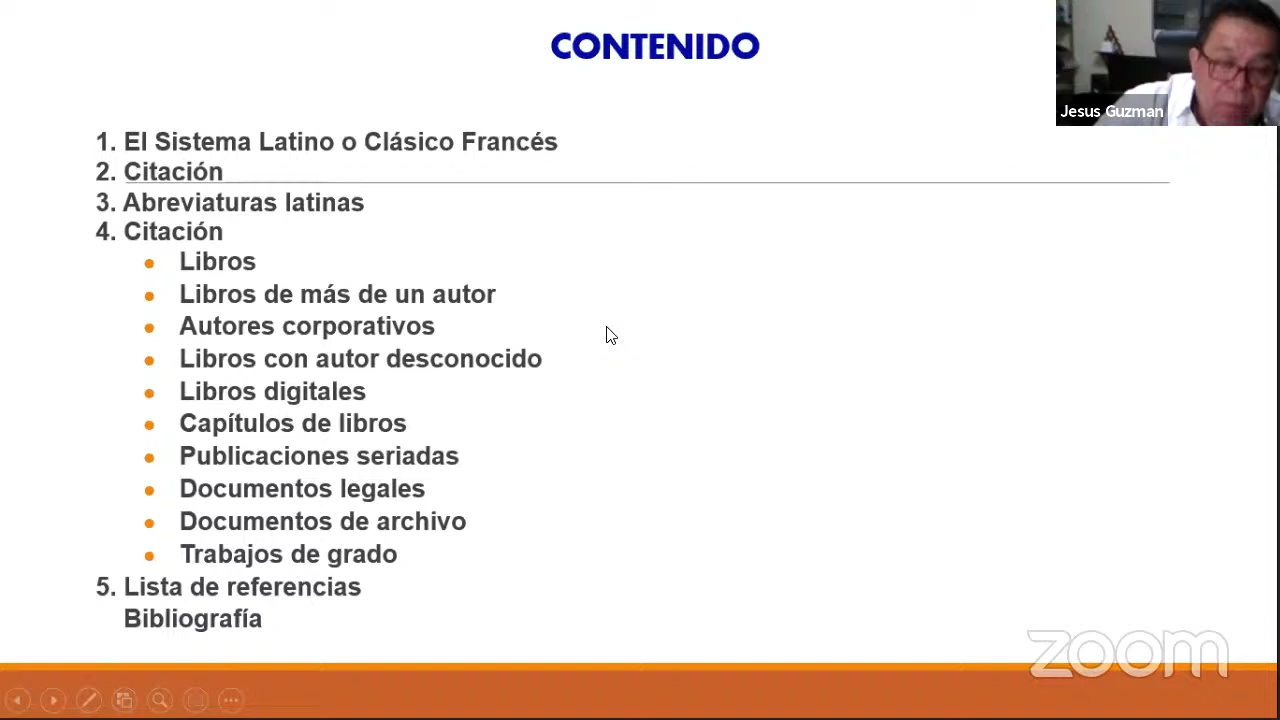 CONTENIDO
Jesus Guzman
1. El Sistema Latino o Clásico Francés
2. Citación
3. Abreviaturas latinas
4. Citación
• Libros
• Libros de más de un autor
• Autores corporativos
• Libros con autor desconocido
• Libros digitales
• Capítulos de libros
• Publicaciones seriadas
• Documentos legales
• Documentos de archivo
• Trabajos de grado
5. Lista de referencias
Bibliografía
zoom